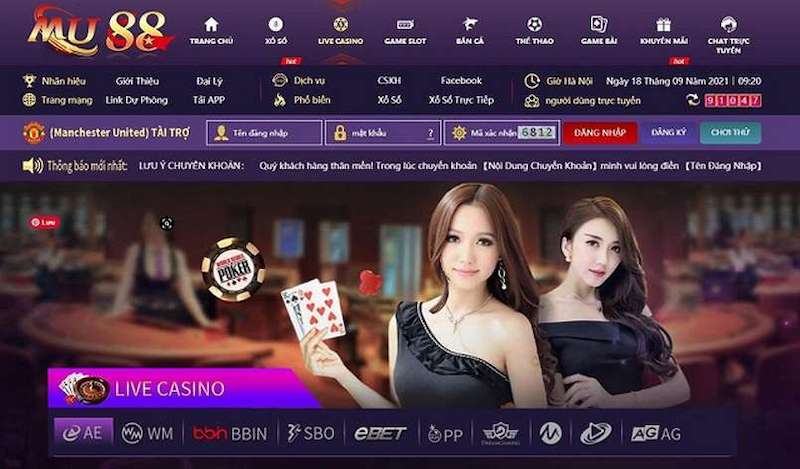 MU 88
TRANG CHỦ XỔ SỐ LIVE CASINO GAME SLOT BẮN CÁ THỂ THAO GAME BÀI KHUYẾN MÃI CHAT TRỰC TUYẾN
hot hot
Nhãn hiệu Giới Thiệu Đại Lý Dịch vụ CSKH Facebook Giờ Hà Nội Ngày 18 Tháng 09 Năm 2021 | 09:20
Trang mạng Link Dự Phòng Tải APP Phổ biến Xổ Số Xổ Số Trực Tiếp người dùng trực tuyến 91047
(Manchester United) TÀI TRỢ Tên đăng nhập mật khẩu ? Mã xác nhận 6812 ĐĂNG NHẬP ĐĂNG KÝ CHƠI THỬ
Thông báo mới nhất: LƯU Ý CHUYỂN KHOẢN: Quý khách hàng thân mến! Trong lúc chuyển khoản 【Nội Dung Chuyển Khoản】 mình vui lòng điền 【Tên Đăng Nhập】
Lưu
WORLD SERIES
POKER
LIVE CASINO
AE WM bbin BBIN SBO eBET PP DREAMGAMING AG AG